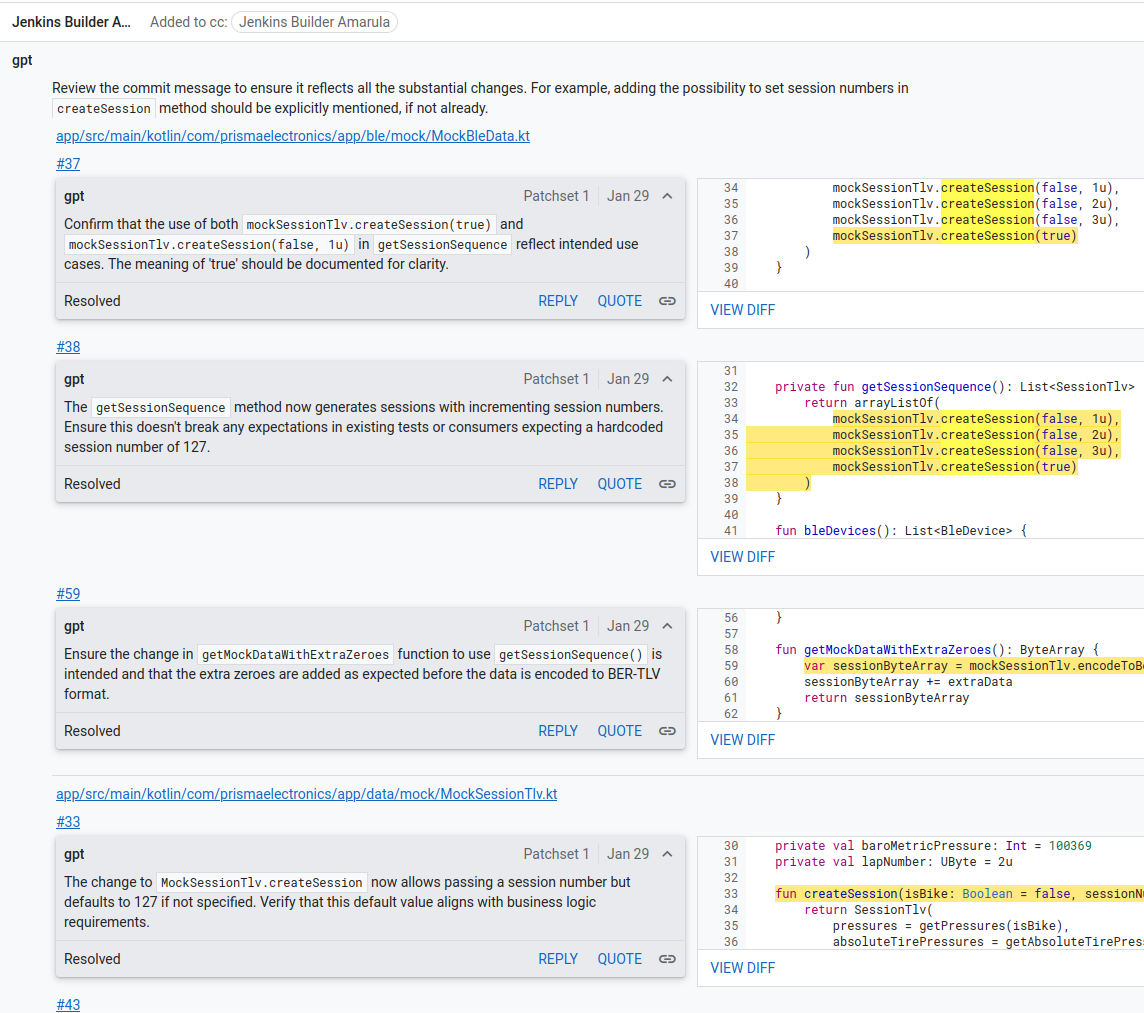 Jenkins Builder A... Added to cc: Jenkins Builder Amarula
gpt
Review the commit message to ensure it reflects all the substantial changes. For example, adding the possibility to set session numbers in
createSession method should be explicitly mentioned, if not already.
app/src/main/kotlin/com/prismaelectronics/app/ble/mock/MockBleData.kt
#37
gpt Patchset 1 Jan 29
Confirm that the use of both mockSessionTlv.createSession(true) and
mockSessionTlv.createSession(false, 1u) in getSessionSequence reflect intended use
cases. The meaning of 'true' should be documented for clarity.
Resolved REPLY QUOTE
34 mockSessionTlv.createSession(false, 1u),
35 mockSessionTlv.createSession(false, 2u),
36 mockSessionTlv.createSession(false, 3u),
37 mockSessionTlv.createSession(true)
38 )
39 }
40
VIEW DIFF
#38
gpt Patchset 1 Jan 29
The getSessionSequence method now generates sessions with incrementing session numbers.
Ensure this doesn't break any expectations in existing tests or consumers expecting a hardcoded
session number of 127.
Resolved REPLY QUOTE
31
32 private fun getSessionSequence(): List<SessionTlv>
33 return arrayListOf(
34 mockSessionTlv.createSession(false, 1u),
35 mockSessionTlv.createSession(false, 2u),
36 mockSessionTlv.createSession(false, 3u),
37 mockSessionTlv.createSession(true)
38 )
39 }
40
41 fun bleDevices(): List<BleDevice> {
VIEW DIFF
#59
gpt Patchset 1 Jan 29
Ensure the change in getMockDataWithExtraZeroes function to use getSessionSequence() is
intended and that the extra zeroes are added as expected before the data is encoded to BER-TLV
format.
Resolved REPLY QUOTE
56 }
57
58 fun getMockDataWithExtraZeroes(): ByteArray {
59 var sessionByteArray = mockSessionTlv.encodeToBe
60 sessionByteArray += extraData
61 return sessionByteArray
62 }
VIEW DIFF
app/src/main/kotlin/com/prismaelectronics/app/data/mock/MockSessionTlv.kt
#33
gpt Patchset 1 Jan 29
The change to MockSessionTlv.createSession now allows passing a session number but
defaults to 127 if not specified. Verify that this default value aligns with business logic
requirements.
Resolved REPLY QUOTE
30 private val baroMetricPressure: Int = 100369
31 private val lapNumber: UByte = 2u
32
33 fun createSession(isBike: Boolean = false, sessionNu
34 return SessionTlv(
35 pressures = getPressures(isBike),
36 absoluteTirePressures = getAbsoluteTirePress
VIEW DIFF
#43